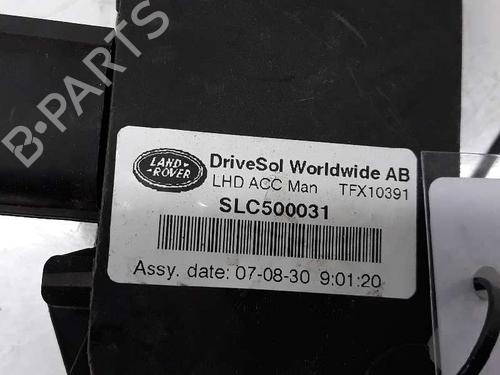 B-PARTS
LAND
ROVER
DriveSol Worldwide AB
LHD ACC Man TFX10391
SLC500031
Assy. date: 07-08-30 9:01:20